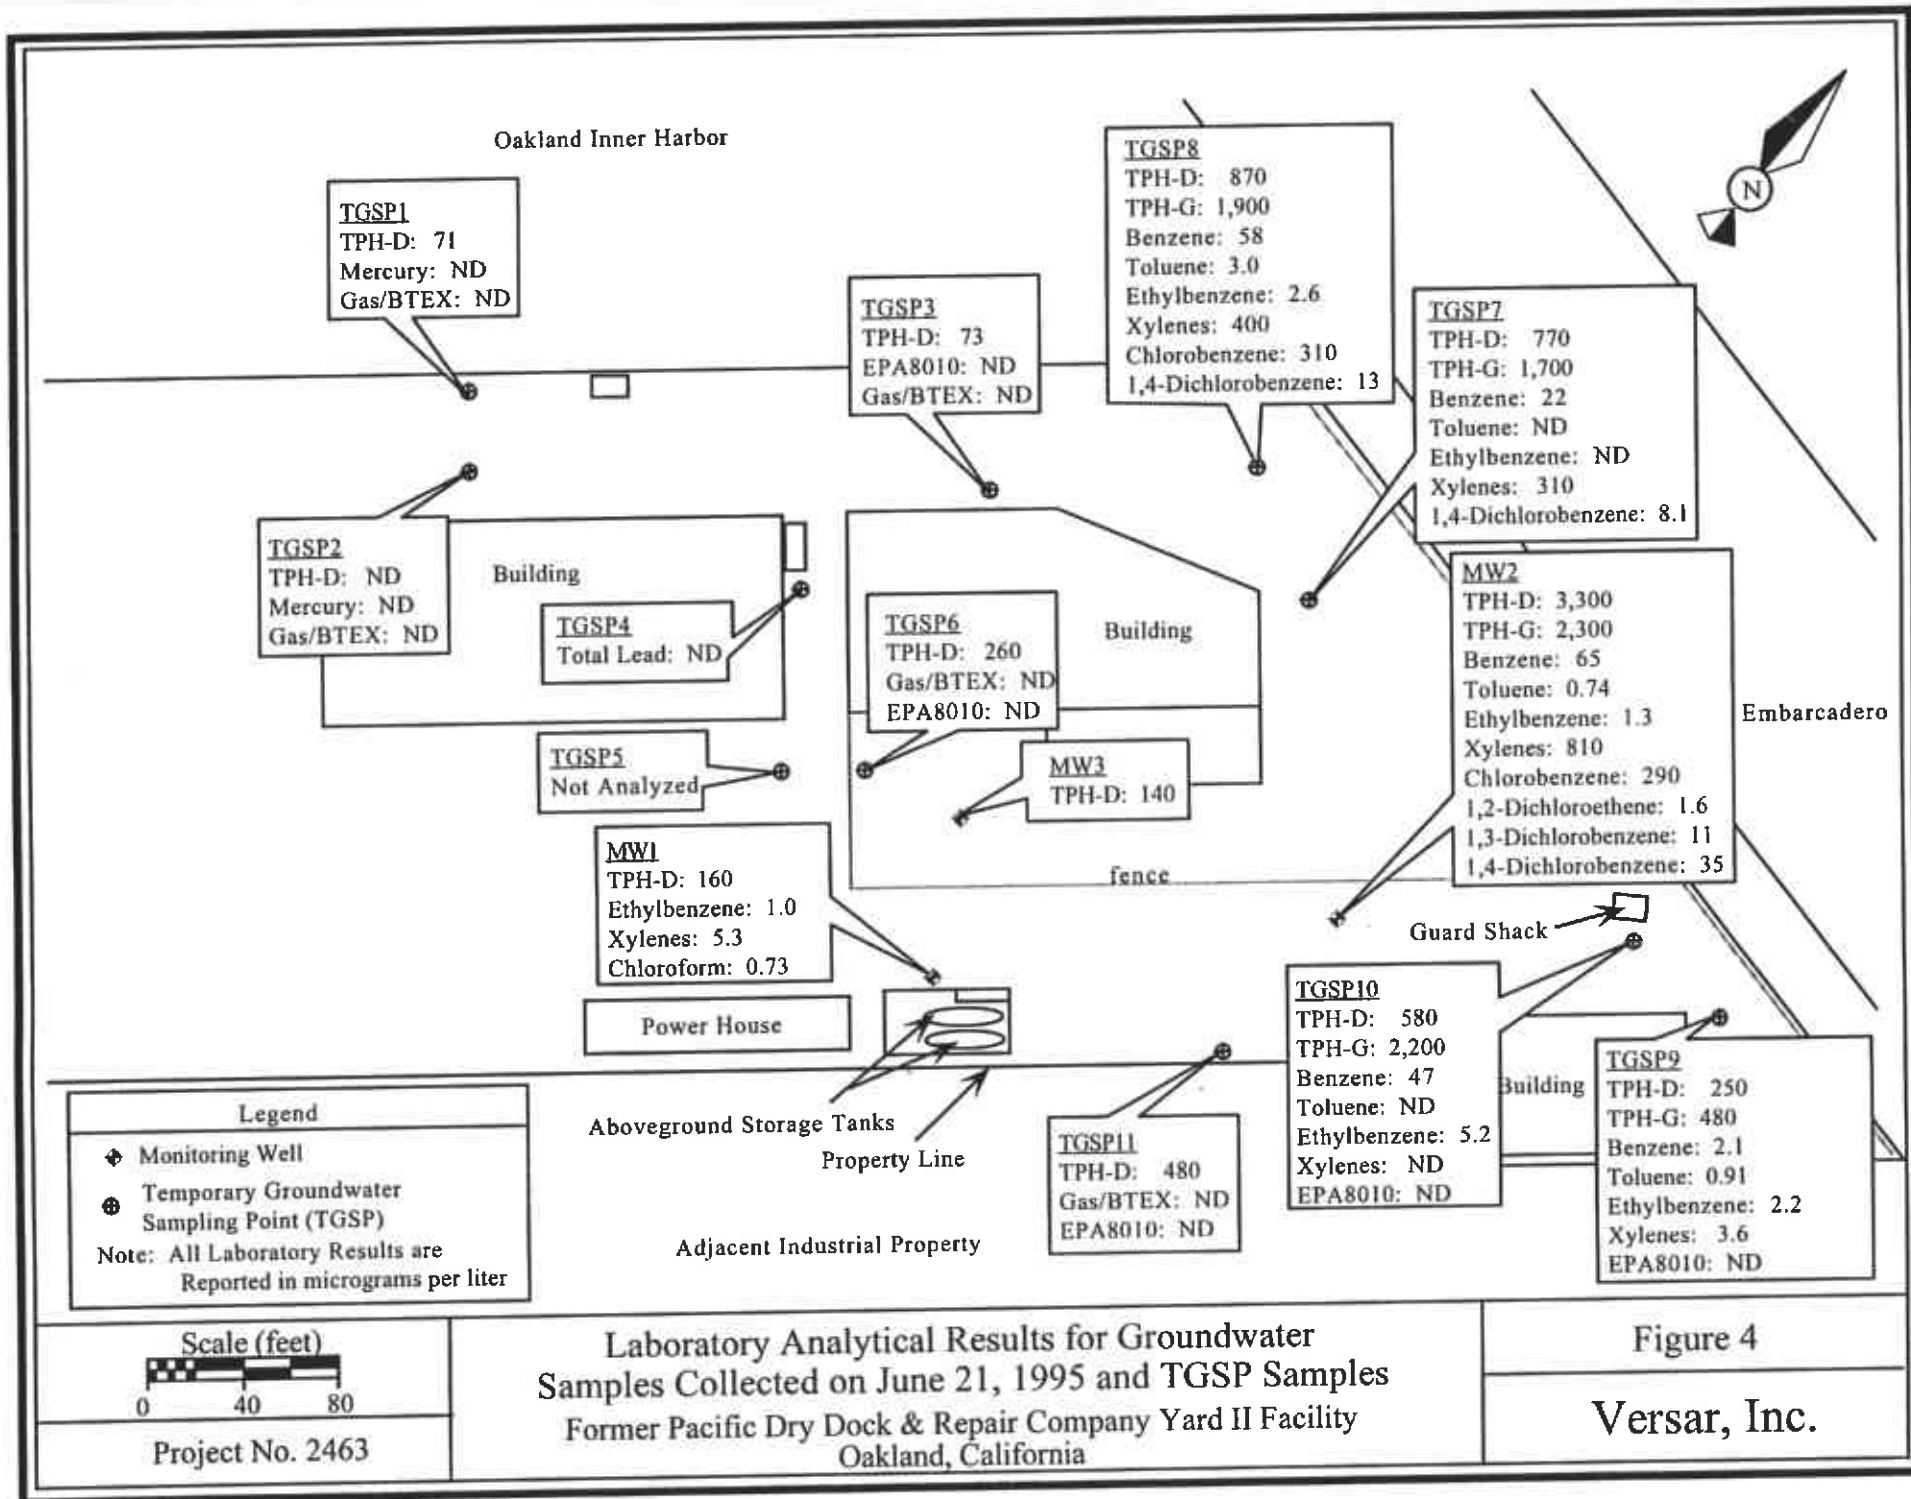 Oakland Inner Harbor
N
TGSP1
TPH-D: 71
Mercury: ND
Gas/BTEX: ND
TGSP8
TPH-D: 870
TPH-G: 1,900
Benzene: 58
Toluene: 3.0
Ethylbenzene: 2.6
Xylenes: 400
Chlorobenzene: 310
1,4-Dichlorobenzene: 13
TGSP3
TPH-D: 73
EPA8010: ND
Gas/BTEX: ND
TGSP7
TPH-D: 770
TPH-G: 1,700
Benzene: 22
Toluene: ND
Ethylbenzene: ND
Xylenes: 310
1,4-Dichlorobenzene: 8.1
TGSP2
TPH-D: ND
Mercury: ND
Gas/BTEX: ND
Building
TGSP4
Total Lead: ND
TGSP6
TPH-D: 260
Gas/BTEX: ND
EPA8010: ND
Building
MW2
TPH-D: 3,300
TPH-G: 2,300
Benzene: 65
Toluene: 0.74
Ethylbenzene: 1.3
Xylenes: 810
Chlorobenzene: 290
1,2-Dichloroethene: 1.6
1,3-Dichlorobenzene: 11
1,4-Dichlorobenzene: 35
Embarcadero
TGSP5
Not Analyzed
MW3
TPH-D: 140
MW1
TPH-D: 160
Ethylbenzene: 1.0
Xylenes: 5.3
Chloroform: 0.73
fence
Guard Shack
Power House
TGSP10
TPH-D: 580
TPH-G: 2,200
Benzene: 47
Toluene: ND
Ethylbenzene: 5.2
Xylenes: ND
EPA8010: ND
Building
TGSP9
TPH-D: 250
TPH-G: 480
Benzene: 2.1
Toluene: 0.91
Ethylbenzene: 2.2
Xylenes: 3.6
EPA8010: ND
Aboveground Storage Tanks
Property Line
TGSP11
TPH-D: 480
Gas/BTEX: ND
EPA8010: ND
Adjacent Industrial Property
Legend
Monitoring Well
Temporary Groundwater
Sampling Point (TGSP)
Note: All Laboratory Results are
Reported in micrograms per liter
Scale (feet)
0 40 80
Project No. 2463
Laboratory Analytical Results for Groundwater
Samples Collected on June 21, 1995 and TGSP Samples
Former Pacific Dry Dock & Repair Company Yard II Facility
Oakland, California
Figure 4
Versar, Inc.